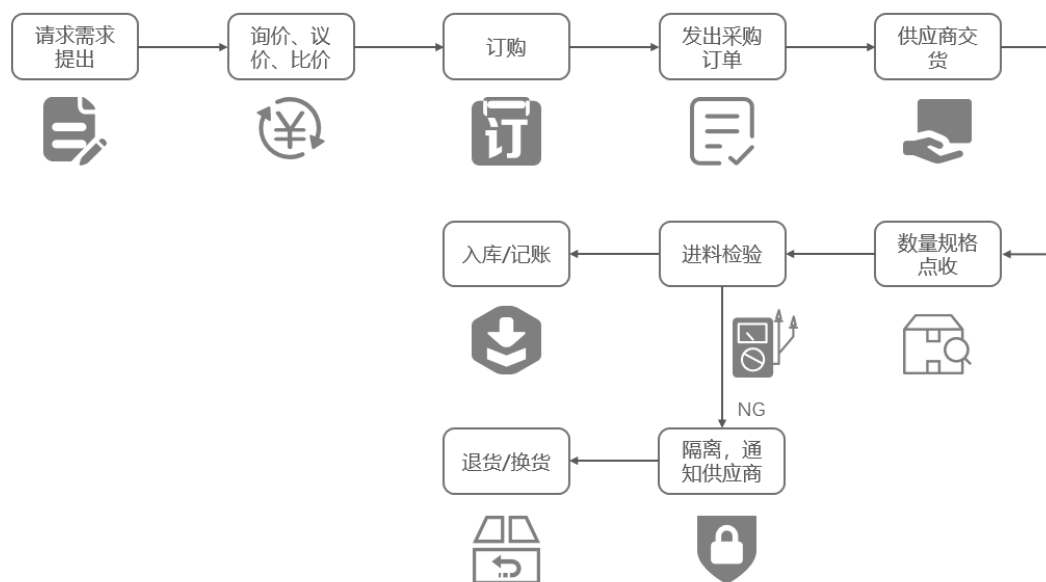 请求需求
提出
询价、议
价、比价
订购
发出采购
订单
供应商交
货
订
入库/记账
进料检验
数量规格
点收
NG
退货/换货
隔离，通
知供应商